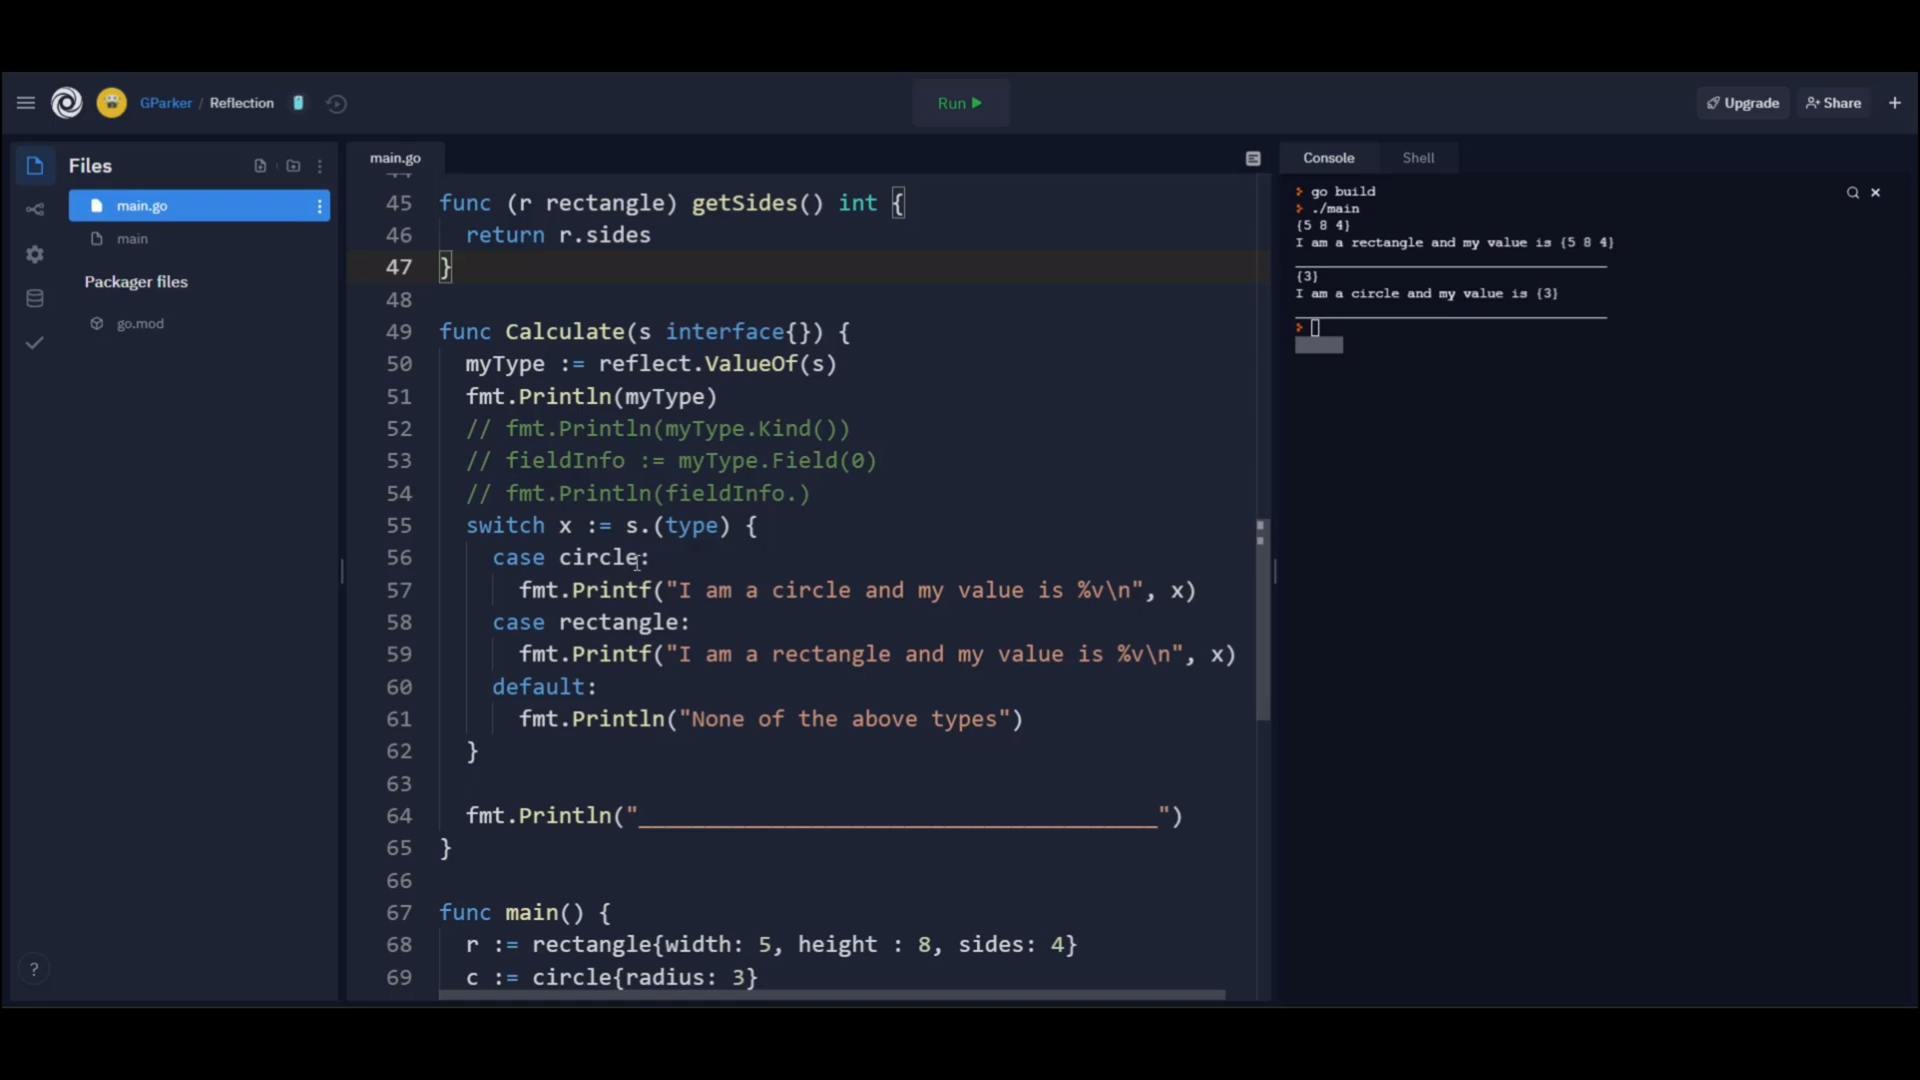 GParker / Reflection
Run
Upgrade
Share
Files
main.go
main
Packager files
go.mod
main.go
44
45 func (r rectangle) getSides() int {
46 return r.sides
47 }
48
49 func Calculate(s interface{}) {
50 myType := reflect.ValueOf(s)
51 fmt.Println(myType)
52 // fmt.Println(myType.Kind())
53 // fieldInfo := myType.Field(0)
54 // fmt.Println(fieldInfo.)
55 switch x := s.(type) {
56 case circle:
57 fmt.Printf("I am a circle and my value is %v\n", x)
58 case rectangle:
59 fmt.Printf("I am a rectangle and my value is %v\n", x)
60 default:
61 fmt.Println("None of the above types")
62 }
63
64 fmt.Println("_______________________________________")
65 }
66
67 func main() {
68 r := rectangle{width: 5, height : 8, sides: 4}
69 c := circle{radius: 3}
Console
Shell
go build
./main
{5 8 4}
I am a rectangle and my value is {5 8 4}
_______________________________________
{3}
I am a circle and my value is {3}
_______________________________________
?